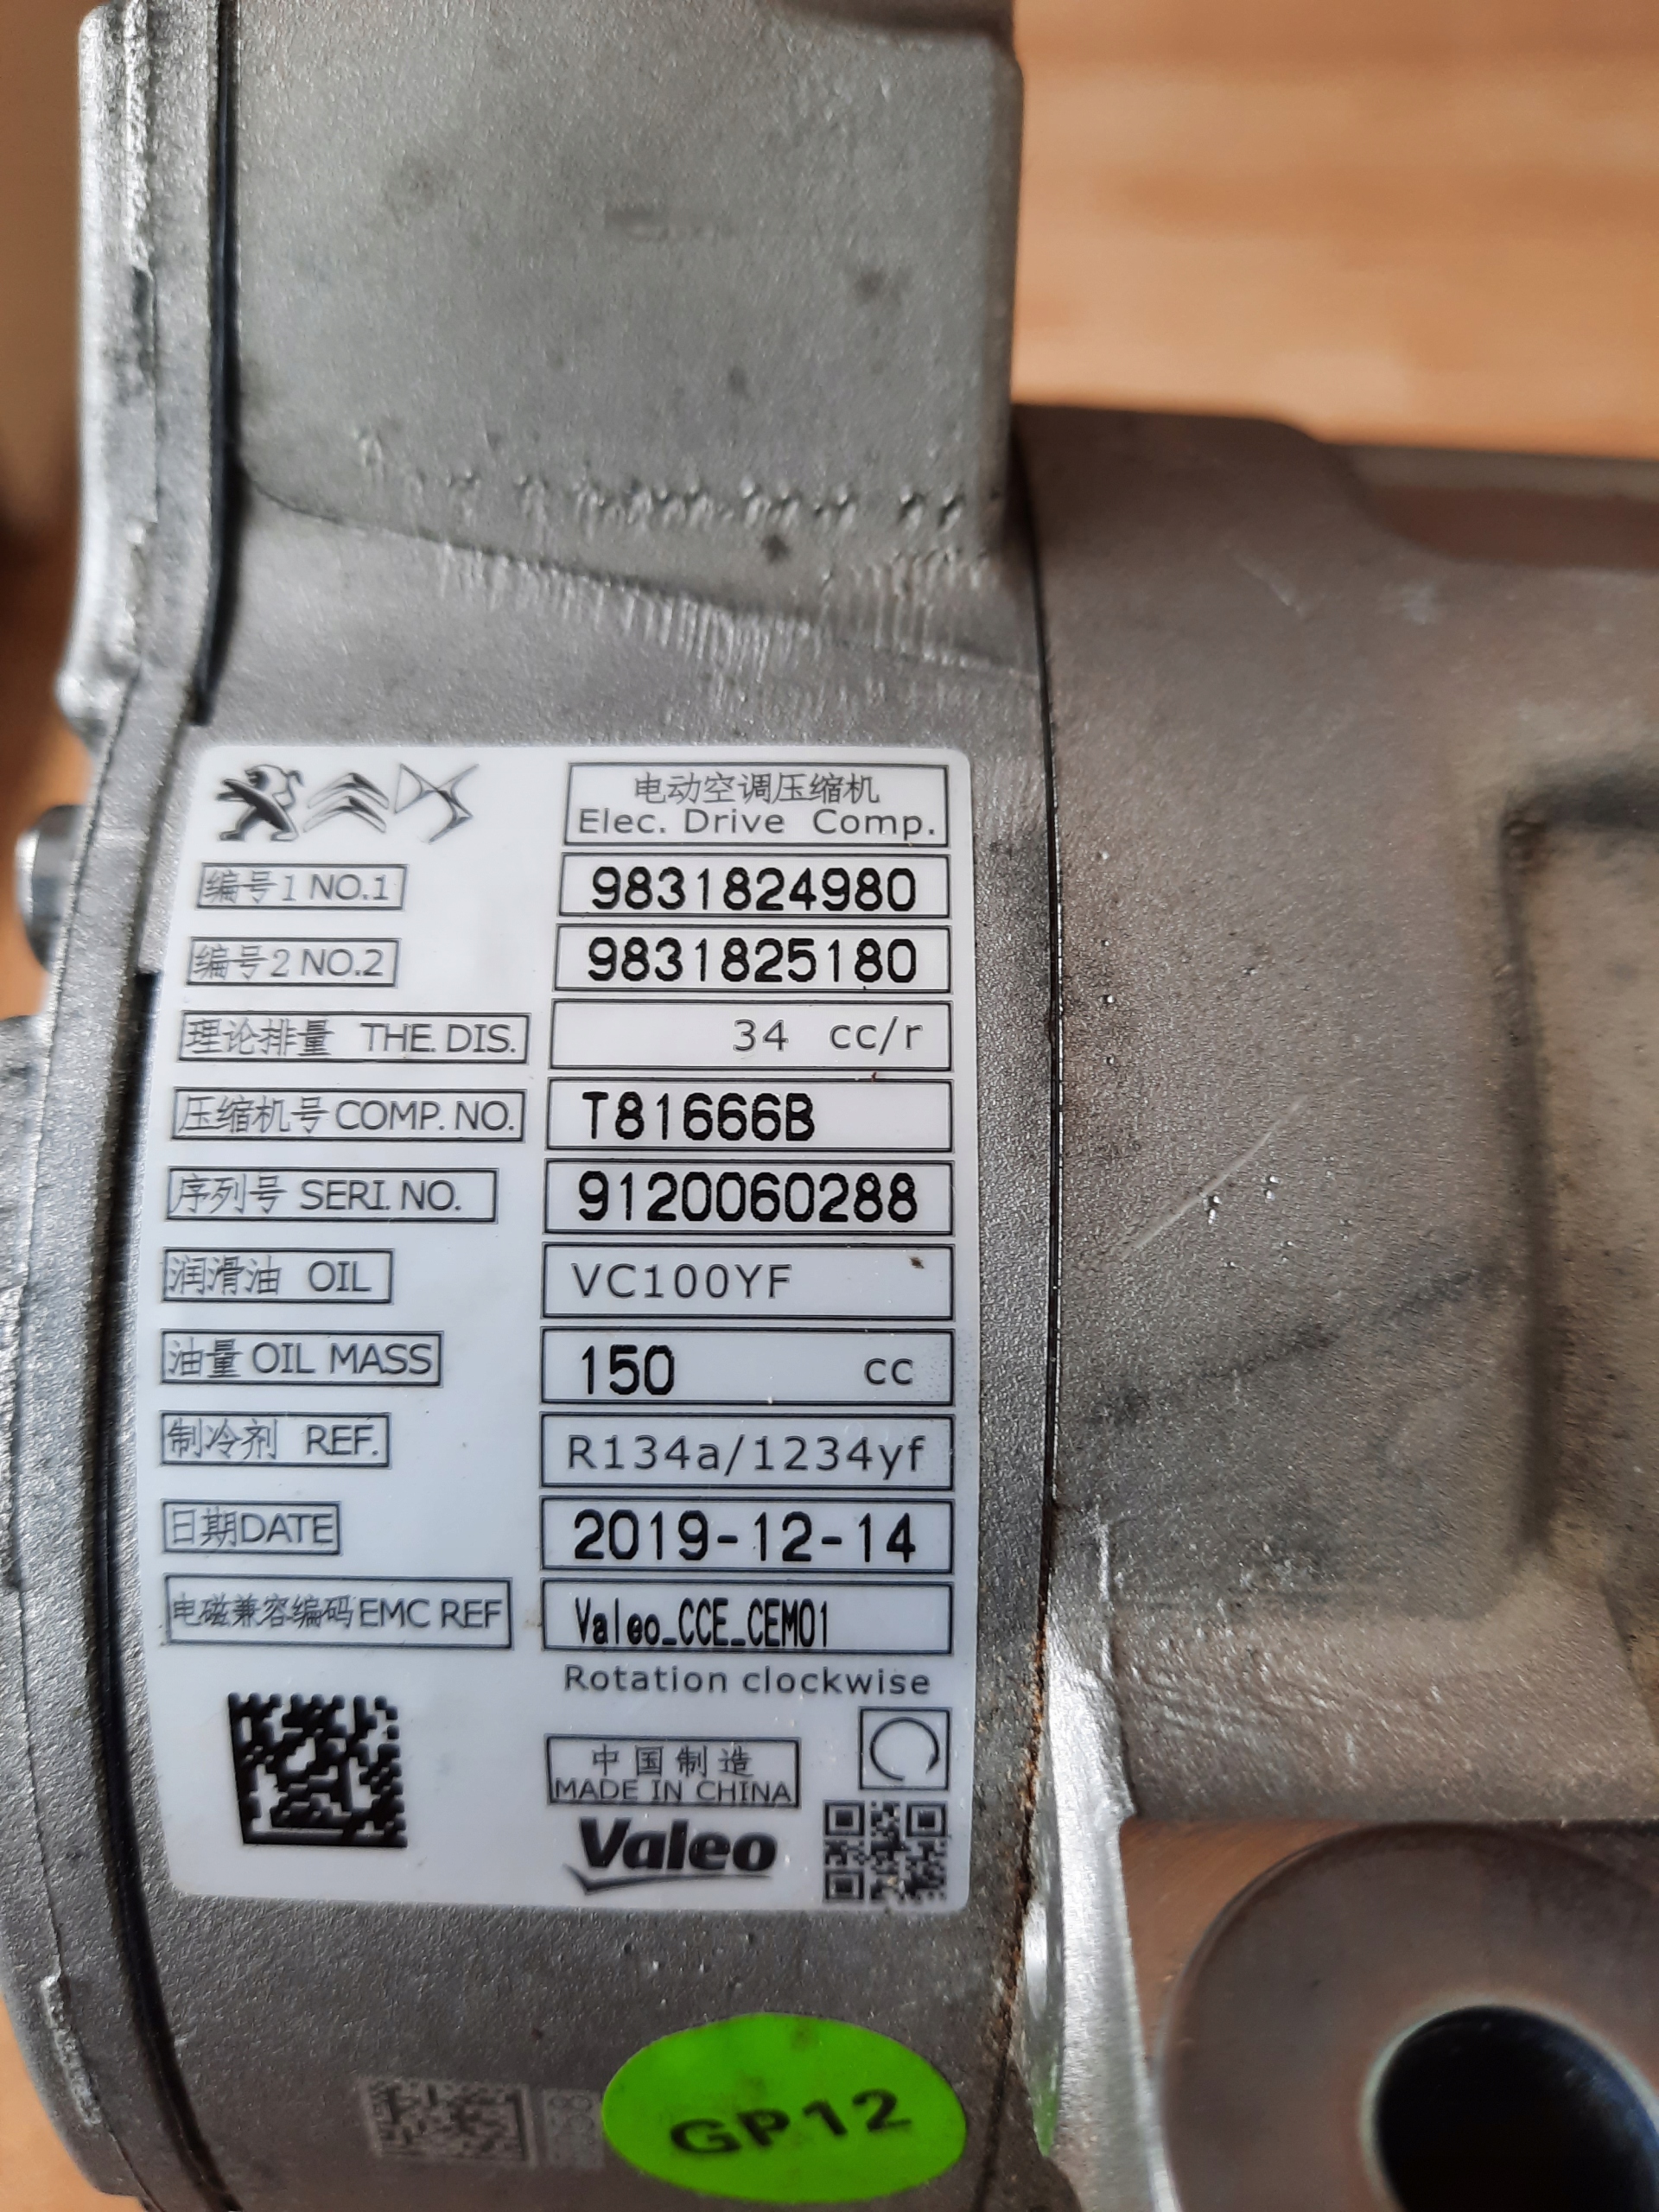 电动空调压缩机
Elec. Drive Comp.
编号1 NO.1 9831824980
编号2 NO.2 9831825180
理论排量 THE.DIS. 34 cc/r
压缩机号 COMP. NO. T81666B
序列号 SERI. NO. 9120060288
润滑油 OIL VC100YF
油量 OIL MASS 150 cc
制冷剂 REF. R134a/1234yf
日期DATE 2019-12-14
电磁兼容编码 EMC REF Valeo_CCE_CEM01
Rotation clockwise
中国制造
MADE IN CHINA
Valeo
GP12